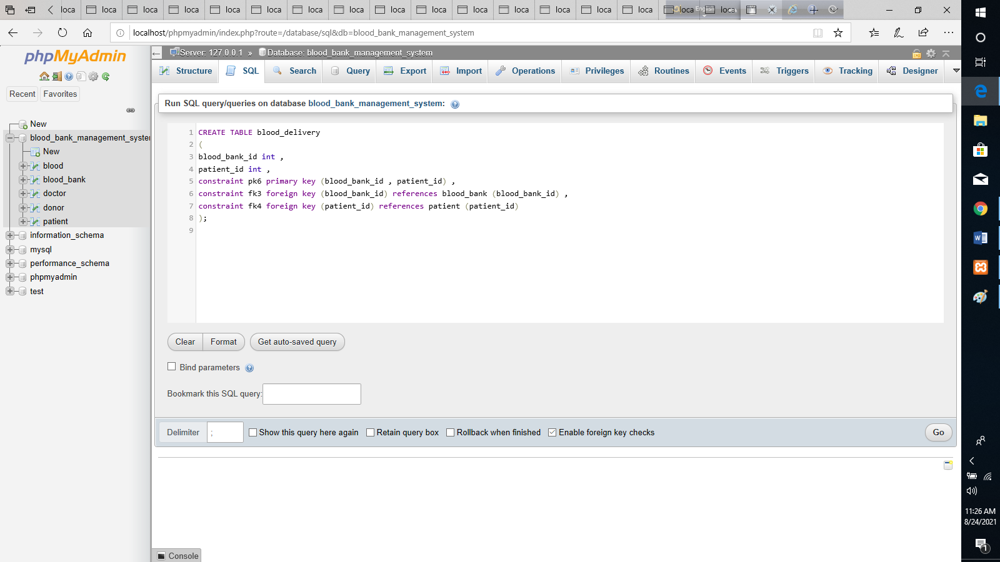 loca loca loca loca loca loca loca loca loca loca loca loca loca loca loca loca English loca
localhost/phpmyadmin/index.php?route=/database/sql&db=blood_bank_management_system
phpMyAdmin
Recent Favorites
New
blood_bank_management_syster
New
blood
blood_bank
doctor
donor
patient
information_schema
mysql
performance_schema
phpmyadmin
test
Server: 127.0.0.1 » Database: blood_bank_management_system
Structure SQL Search Query Export Import Operations Privileges Routines Events Triggers Tracking Designer
Run SQL query/queries on database blood_bank_management_system:
1 CREATE TABLE blood_delivery
2 (
3 blood_bank_id int ,
4 patient_id int ,
5 constraint pk6 primary key (blood_bank_id , patient_id) ,
6 constraint fk3 foreign key (blood_bank_id) references blood_bank (blood_bank_id) ,
7 constraint fk4 foreign key (patient_id) references patient (patient_id)
8 );
9
Clear Format Get auto-saved query
Bind parameters
Bookmark this SQL query:
Delimiter ; Show this query here again Retain query box Rollback when finished Enable foreign key checks Go
Console
11:26 AM
8/24/2021
1